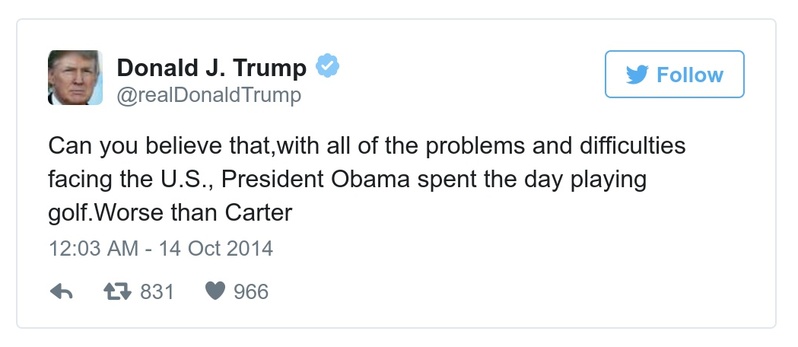 Donald J. Trump
@realDonaldTrump
Follow
Can you believe that,with all of the problems and difficulties
facing the U.S., President Obama spent the day playing
golf.Worse than Carter
12:03 AM - 14 Oct 2014
831 966